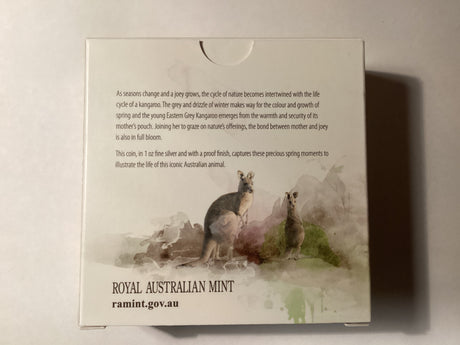 As seasons change and a joey grows, the cycle of nature becomes intertwined with the life
cycle of a kangaroo. The grey and drizzle of winter makes way for the colour and growth of
spring and the young Eastern Grey Kangaroo emerges from the warmth and security of its
mother's pouch. Joining her to graze on nature's offerings, the bond between mother and joey
is also in full bloom.
This coin, in 1 oz fine silver and with a proof finish, captures these precious spring moments to
illustrate the life of this iconic Australian animal.
ROYAL AUSTRALIAN MINT
ramint.gov.au